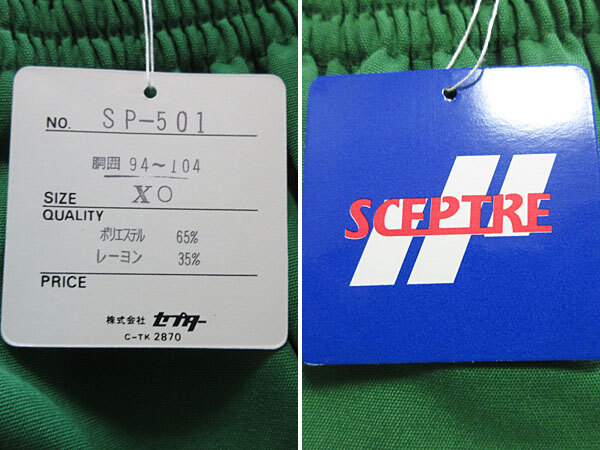 NO. SP-501
胴囲 94～104
SIZE XO
QUALITY
ポリエステル 65%
レーヨン 35%
PRICE
株式会社 セプター
C-TK 2870
SCEPTRE